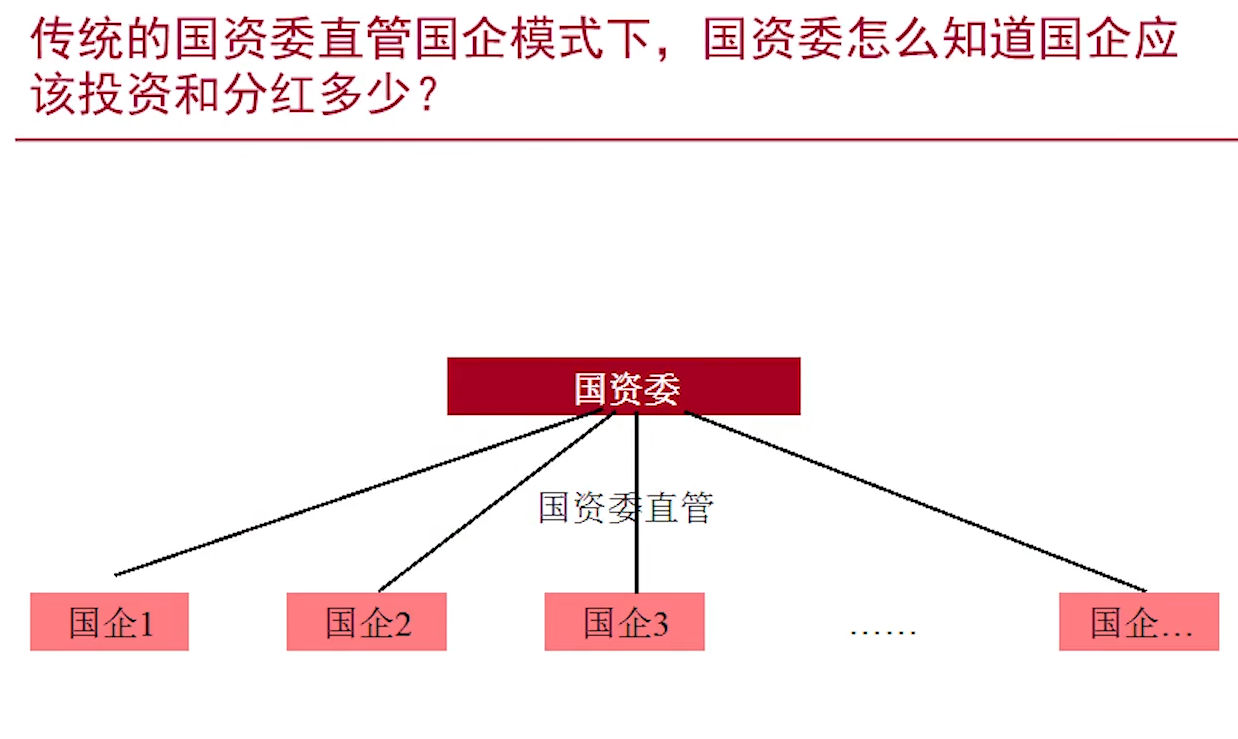 传统的国资委直管国企模式下，国资委怎么知道国企应
该投资和分红多少？
国资委
国资委直管
国企1
国企2
国企3
……
国企…